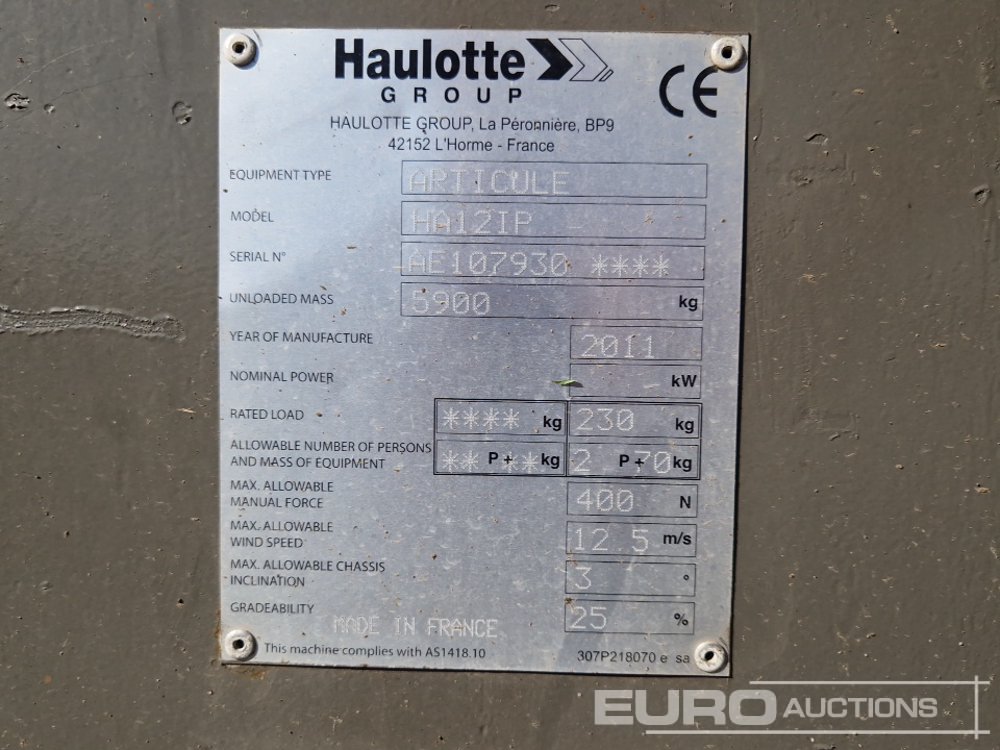 Haulotte
GROUP
CE
HAULOTTE GROUP, La Péronnière, BP9
42152 L'Horme - France
EQUIPMENT TYPE ARTICULE
MODEL HA12IP
SERIAL N° AE107930 ****
UNLOADED MASS 5900 kg
YEAR OF MANUFACTURE 2011
NOMINAL POWER kW
RATED LOAD **** kg 230 kg
ALLOWABLE NUMBER OF PERSONS
AND MASS OF EQUIPMENT ** P+ ** kg 2 P+ 70 kg
MAX. ALLOWABLE
MANUAL FORCE 400 N
MAX. ALLOWABLE
WIND SPEED 12 5 m/s
MAX. ALLOWABLE CHASSIS
INCLINATION 3 °
GRADEABILITY 25 %
MADE IN FRANCE
This machine complies with AS1418.10 307P218070 e sa
EURO AUCTIONS